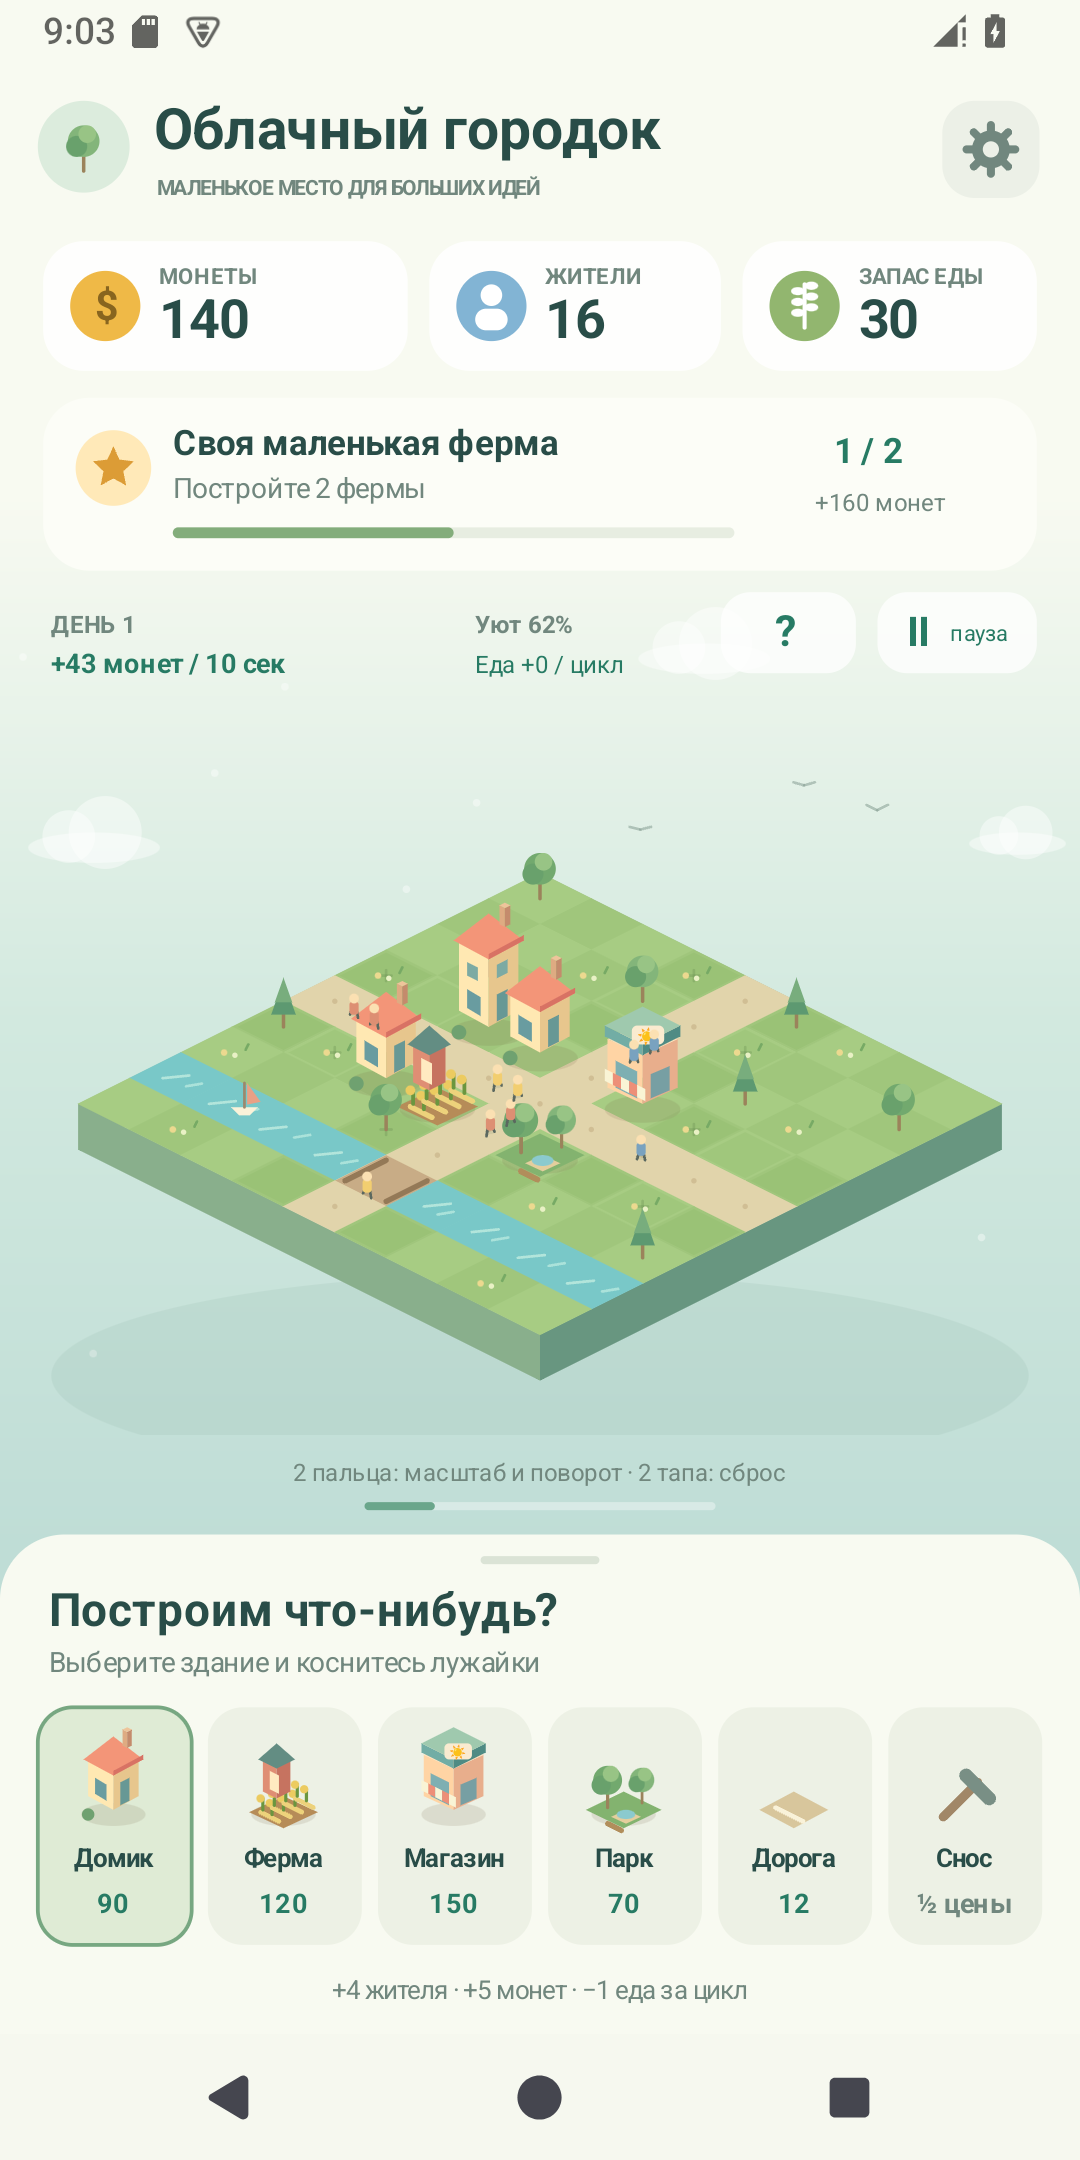 9:03
Облачный городок
МАЛЕНЬКОЕ МЕСТО ДЛЯ БОЛЬШИХ ИДЕЙ
МОНЕТЫ
$ 140
ЖИТЕЛИ
16
ЗАПАС ЕДЫ
30
Своя маленькая ферма
Постройте 2 фермы
1 / 2
+160 монет
ДЕНЬ 1
+43 монет / 10 сек
Уют 62%
Еда +0 / цикл
?
пауза
2 пальца: масштаб и поворот · 2 тапа: сброс
Построим что-нибудь?
Выберите здание и коснитесь лужайки
Домик
90
Ферма
120
Магазин
150
Парк
70
Дорога
12
Снос
½ цены
+4 жителя · +5 монет · −1 еда за цикл